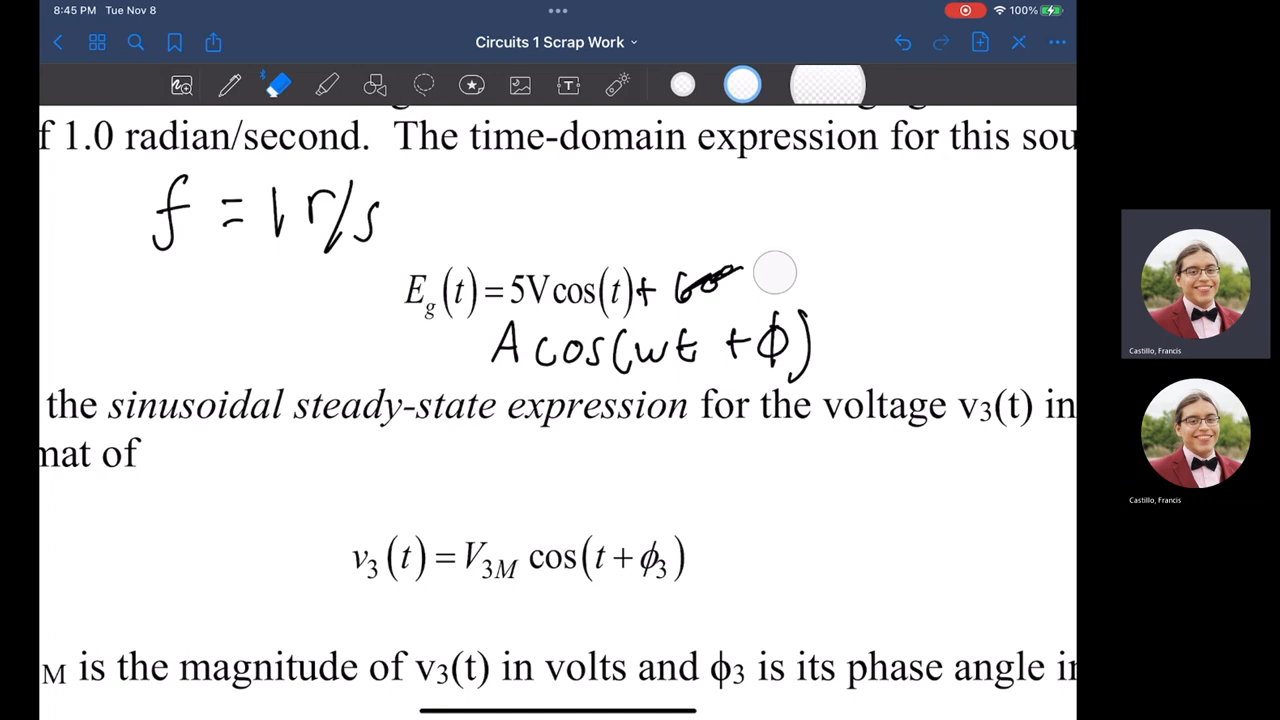 8:45 PM Tue Nov 8
100%
Circuits 1 Scrap Work
f 1.0 radian/second. The time-domain expression for this sou
f = 1 r/s
E_g(t) = 5V cos(t) +
A cos(wt + ϕ)
the sinusoidal steady-state expression for the voltage v₃(t) in
mat of
v₃(t) = V₃M cos(t + ϕ₃)
M is the magnitude of v₃(t) in volts and ϕ₃ is its phase angle in
Castillo, Francis
Castillo, Francis